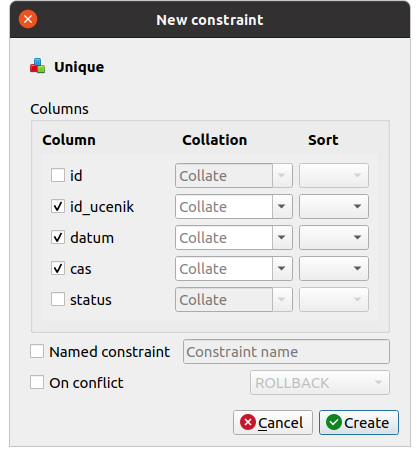 New constraint
Unique
Columns
Column Collation Sort
id Collate
id_ucenik Collate
datum Collate
cas Collate
status Collate
Named constraint Constraint name
On conflict ROLLBACK
Cancel Create